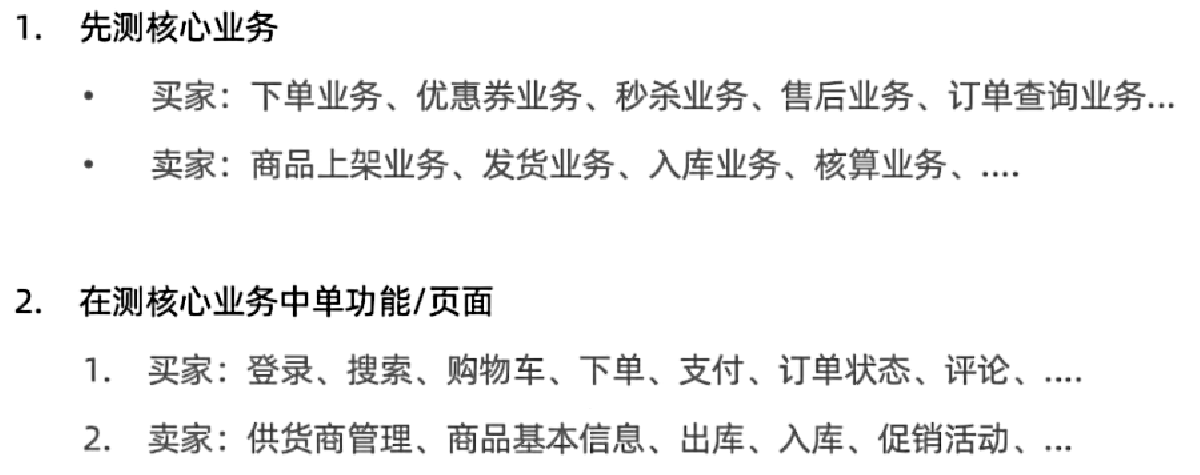 1. 先测核心业务
• 买家：下单业务、优惠券业务、秒杀业务、售后业务、订单查询业务...
• 卖家：商品上架业务、发货业务、入库业务、核算业务、....
2. 在测核心业务中单功能/页面
1. 买家：登录、搜索、购物车、下单、支付、订单状态、评论、....
2. 卖家：供货商管理、商品基本信息、出库、入库、促销活动、...